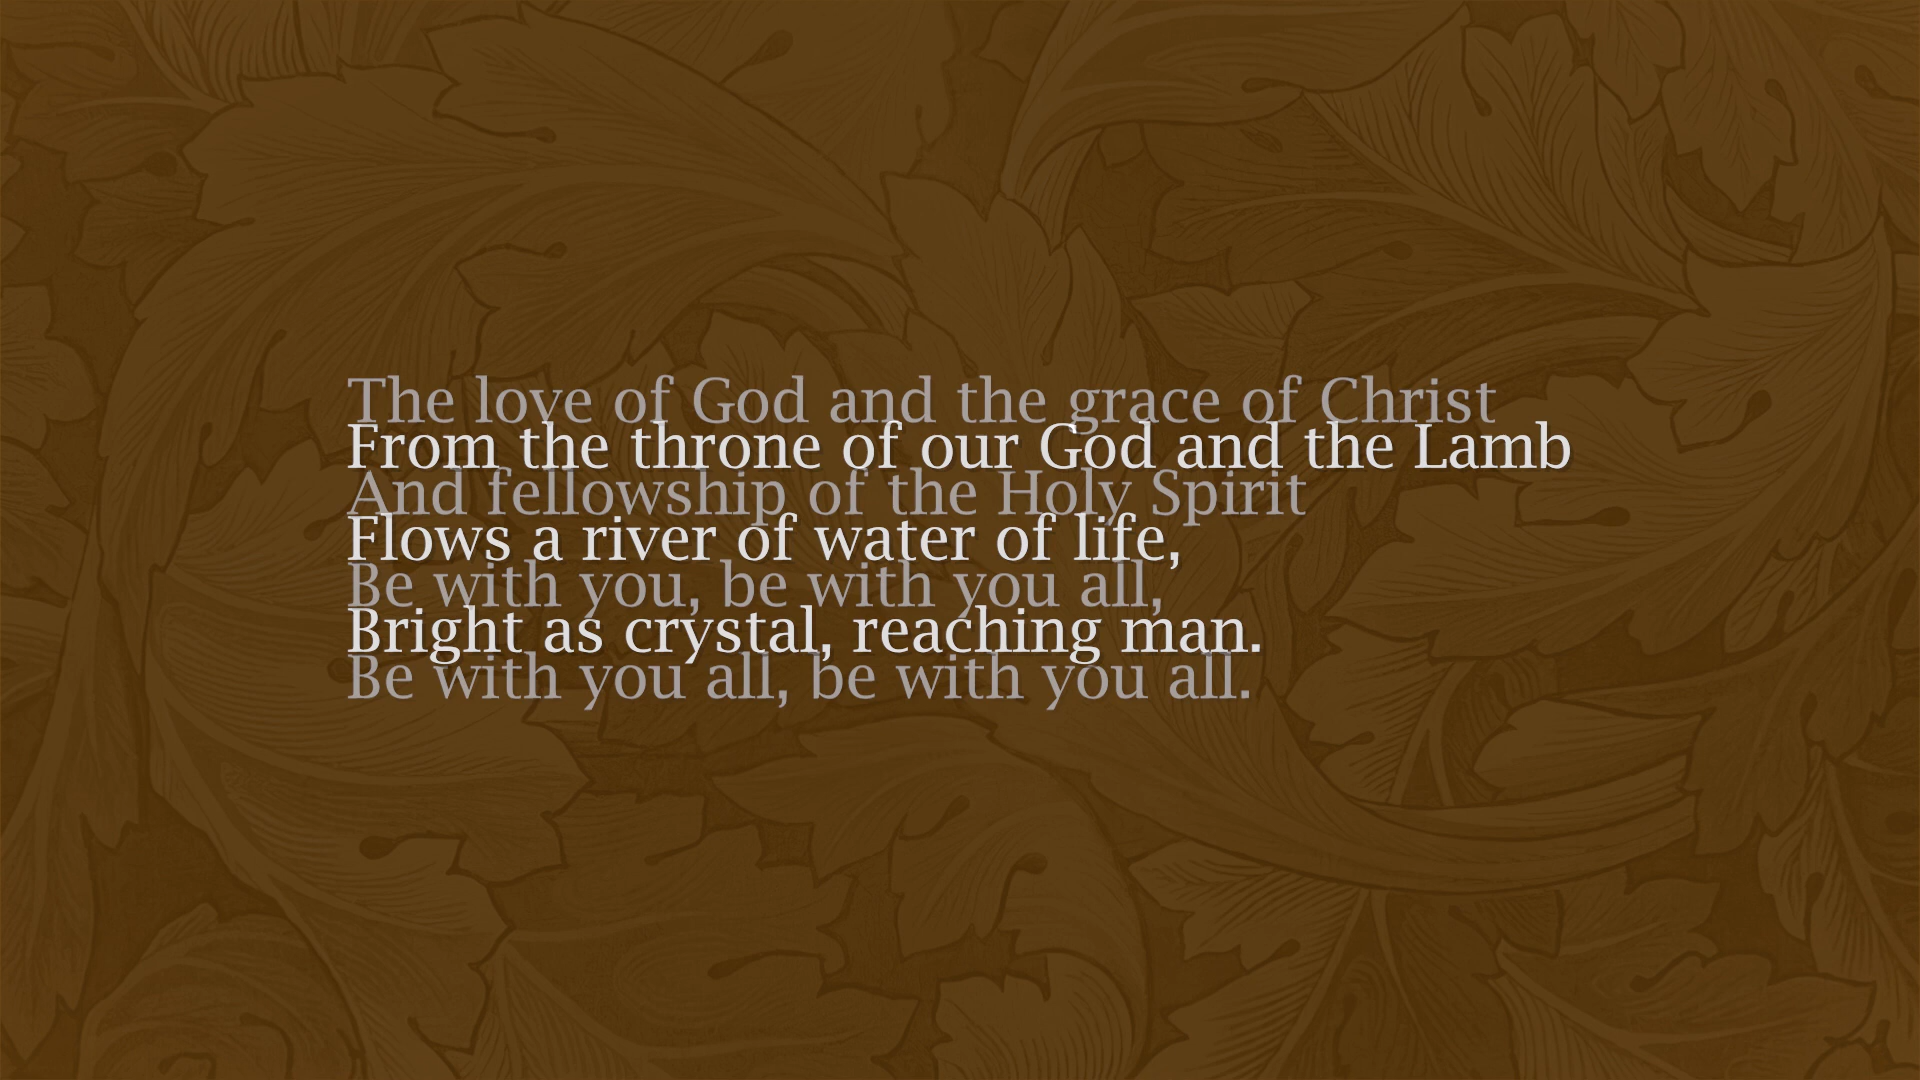 The love of God and the grace of Christ
From the throne of our God and the Lamb
And fellowship of the Holy Spirit
Flows a river of water of life,
Be with you, be with you all,
Bright as crystal, reaching man.
Be with you all, be with you all.